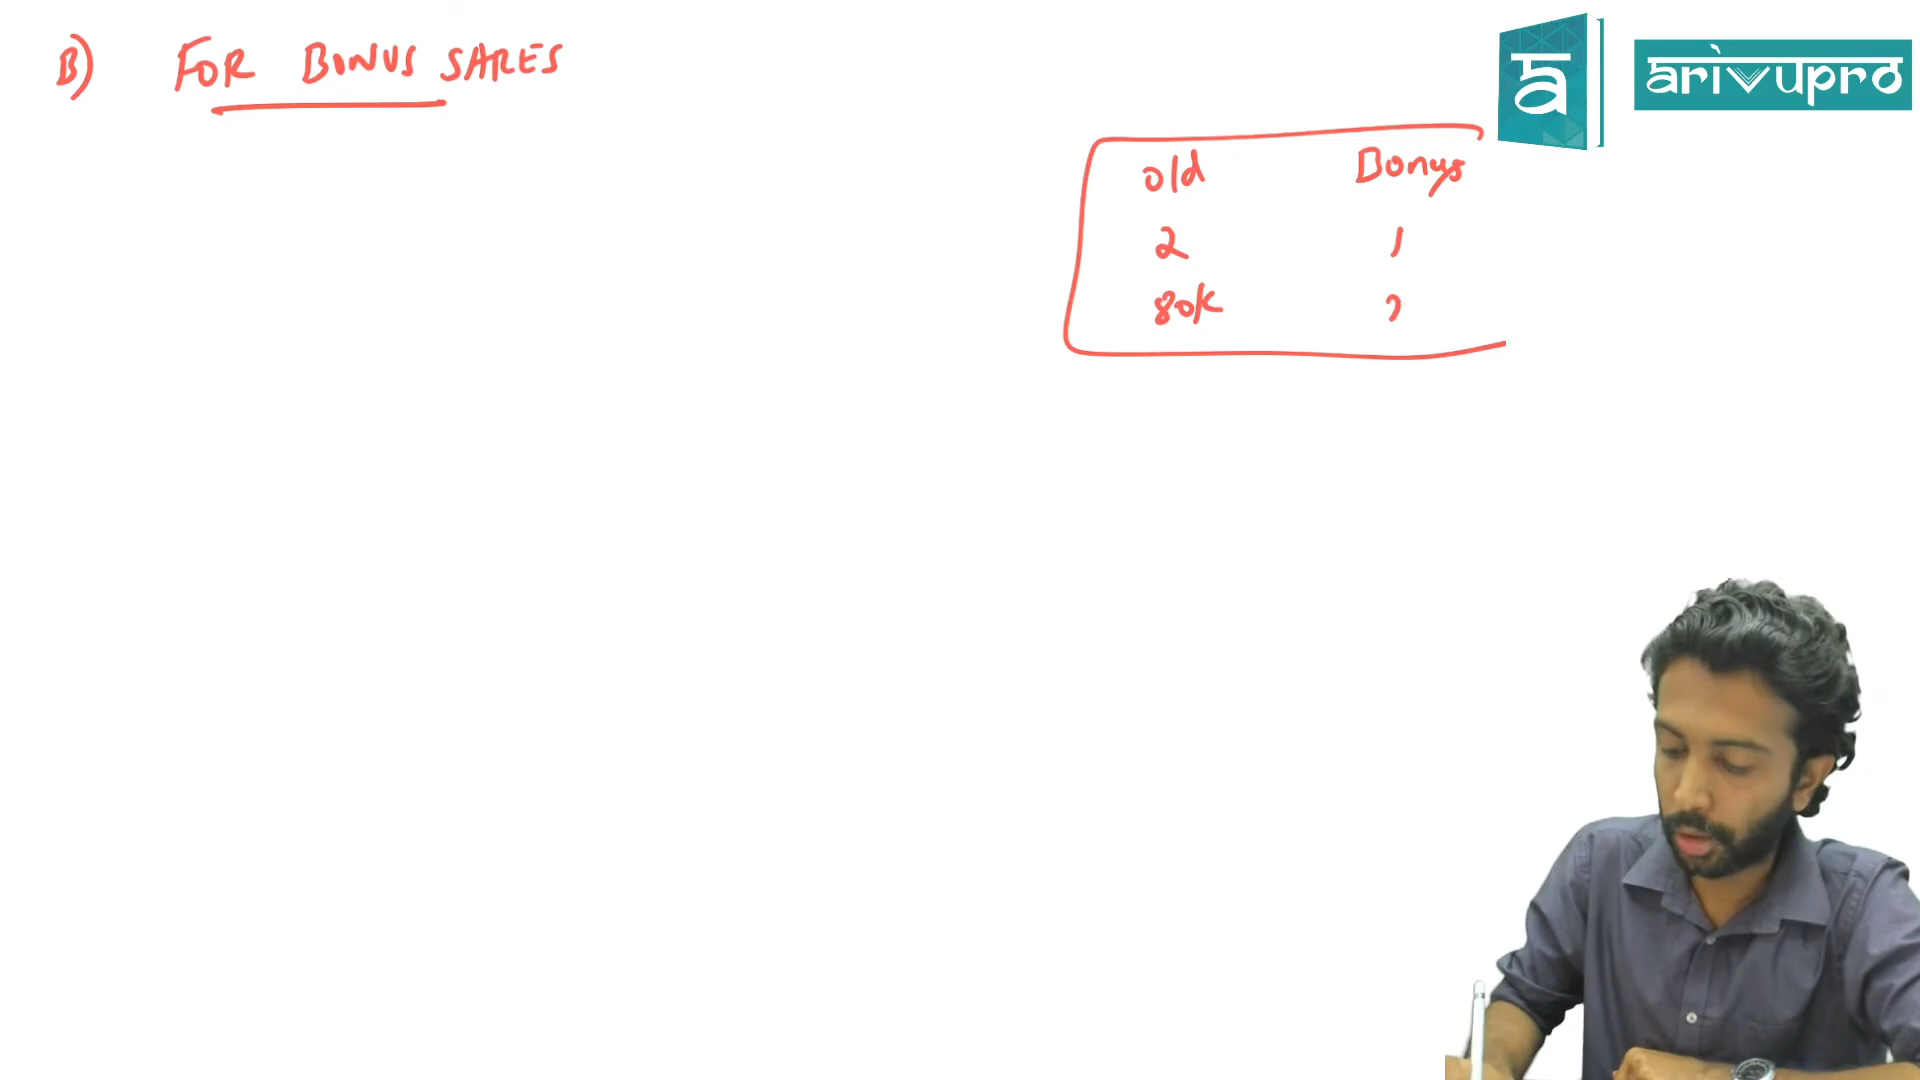 B) FOR BONUS SARES
arivupro
old Bonus
2 1
80k ?